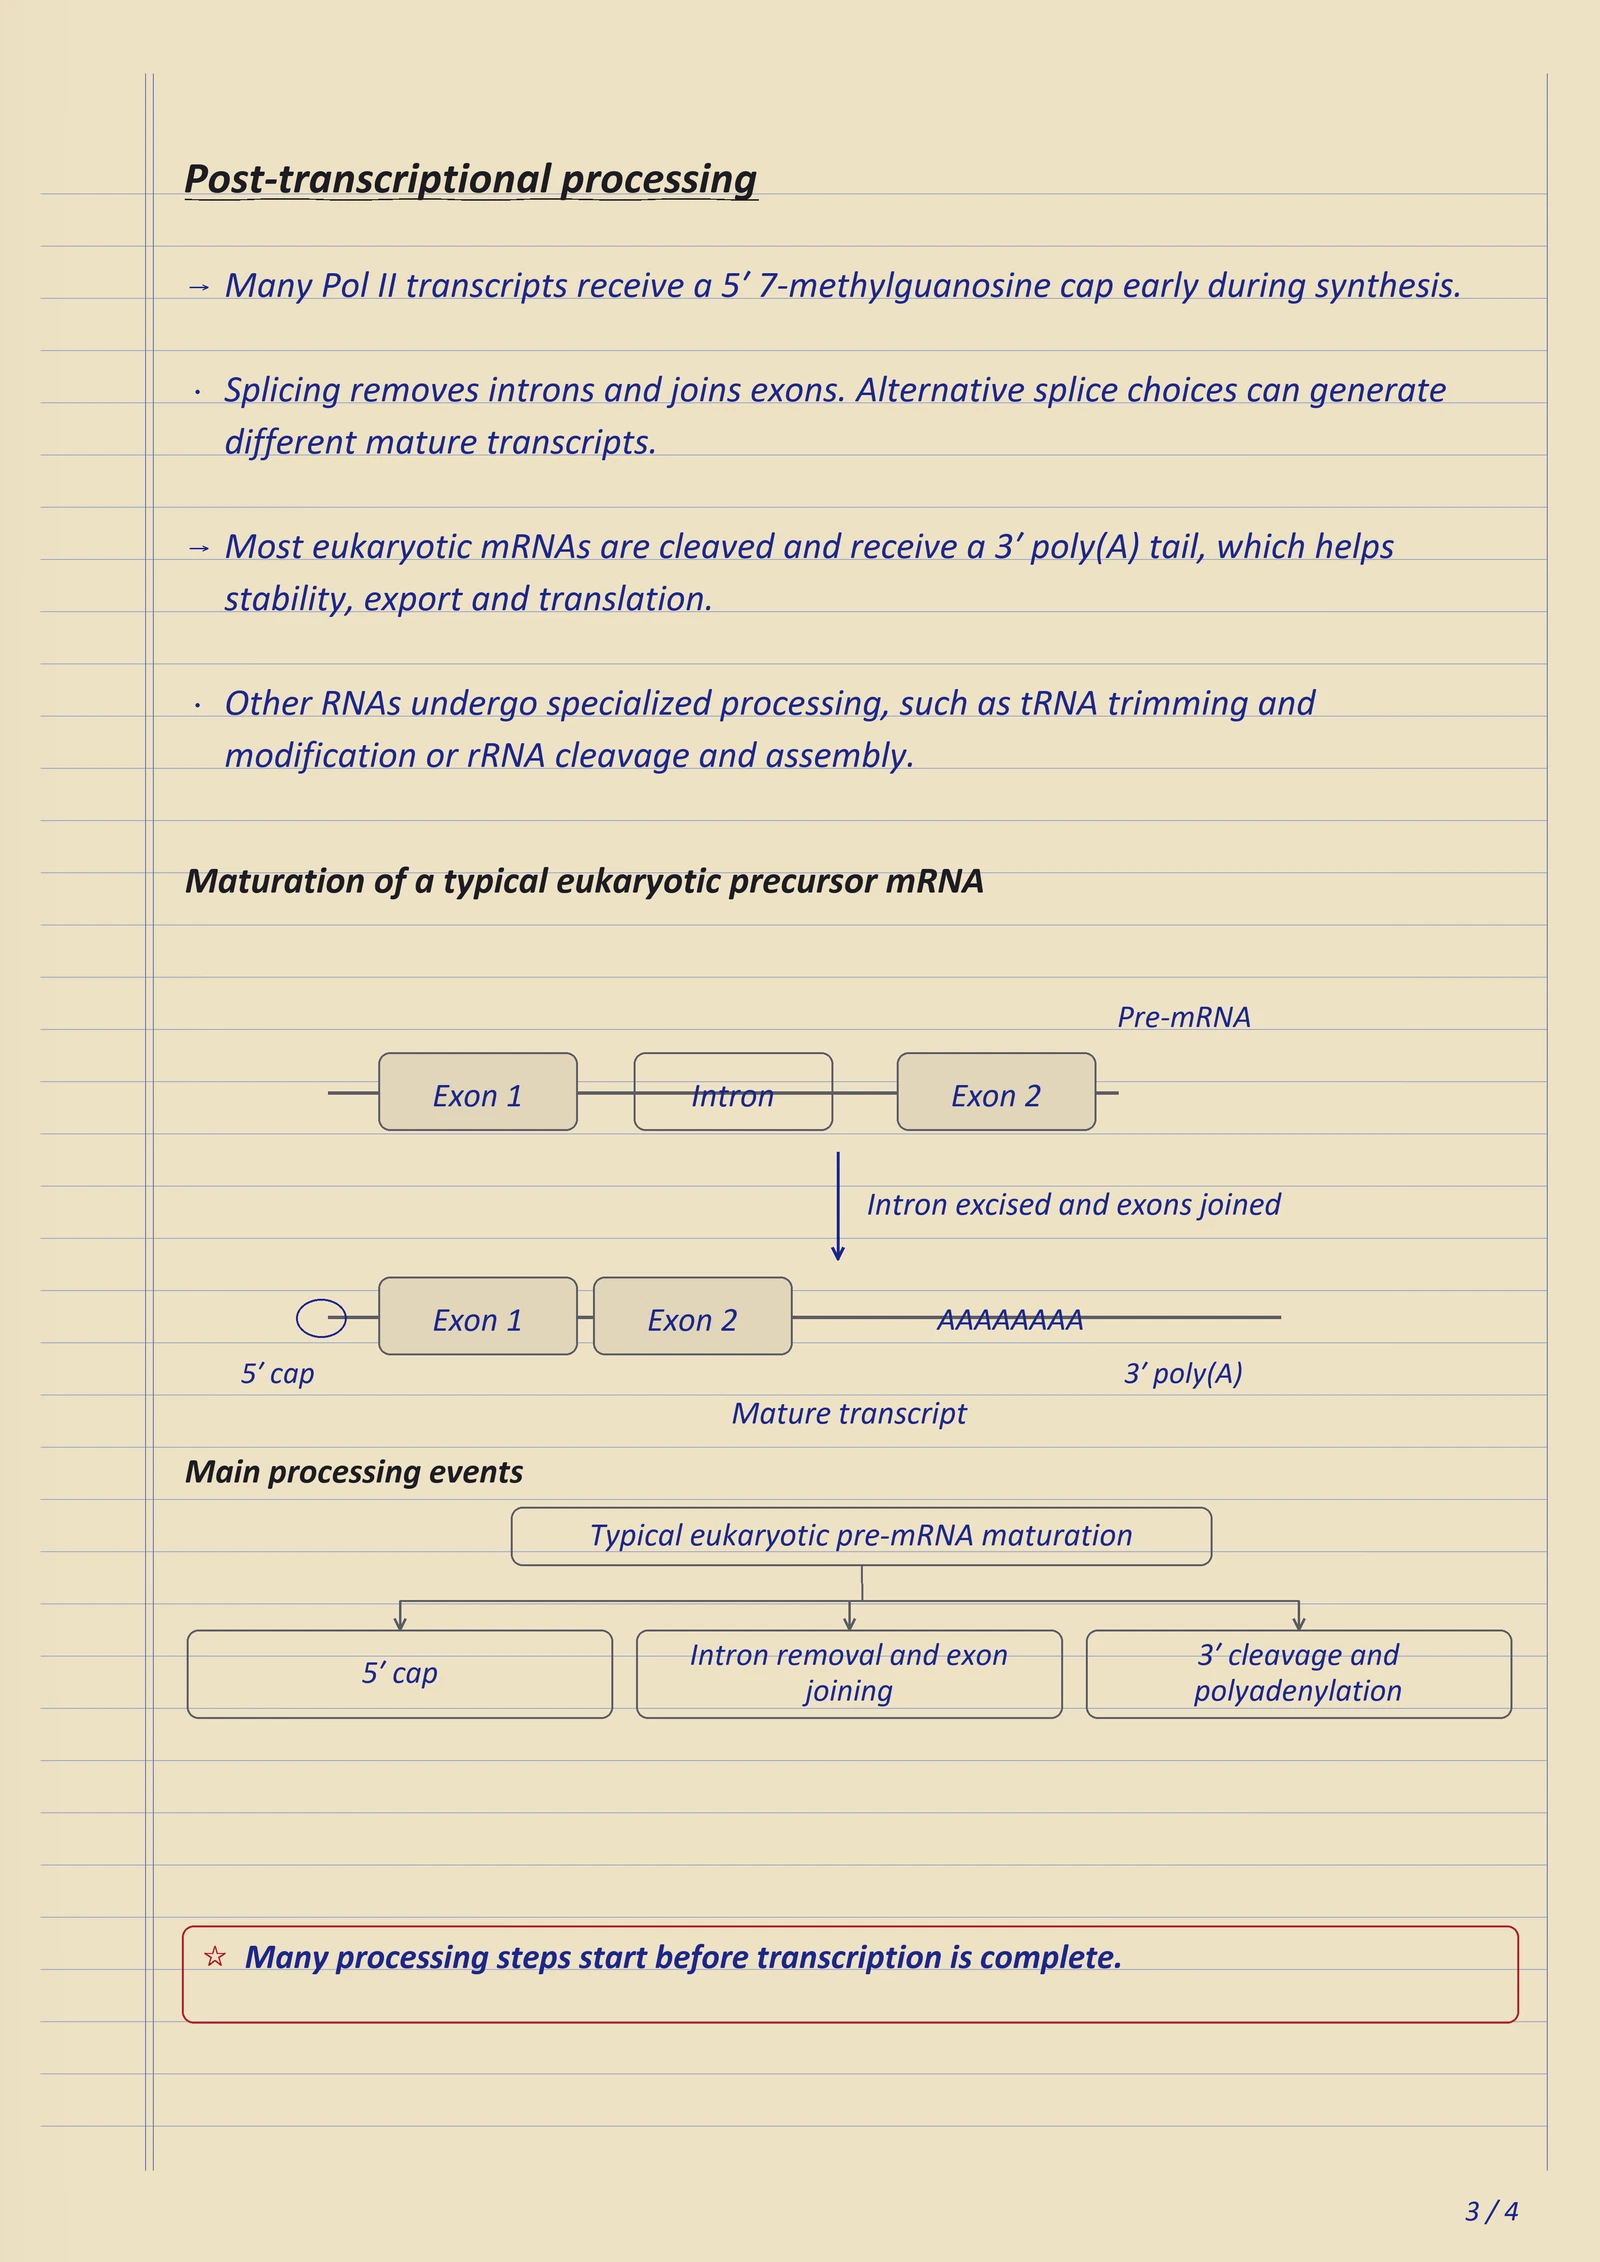 Post-transcriptional processing
→ Many Pol II transcripts receive a 5′ 7-methylguanosine cap early during synthesis.
· Splicing removes introns and joins exons. Alternative splice choices can generate
different mature transcripts.
→ Most eukaryotic mRNAs are cleaved and receive a 3′ poly(A) tail, which helps
stability, export and translation.
· Other RNAs undergo specialized processing, such as tRNA trimming and
modification or rRNA cleavage and assembly.
Maturation of a typical eukaryotic precursor mRNA
Pre-mRNA
Exon 1 Intron Exon 2
Intron excised and exons joined
Exon 1 Exon 2 AAAAAAAA
5′ cap 3′ poly(A)
Mature transcript
Main processing events
Typical eukaryotic pre-mRNA maturation
5′ cap
Intron removal and exon
joining
3′ cleavage and
polyadenylation
☆ Many processing steps start before transcription is complete.
3 / 4